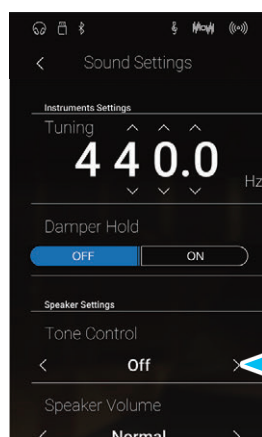 Sound Settings
Instruments Settings
Tuning
440.0
Hz
Damper Hold
OFF ON
Speaker Settings
Tone Control
Off
Speaker Volume
Normal